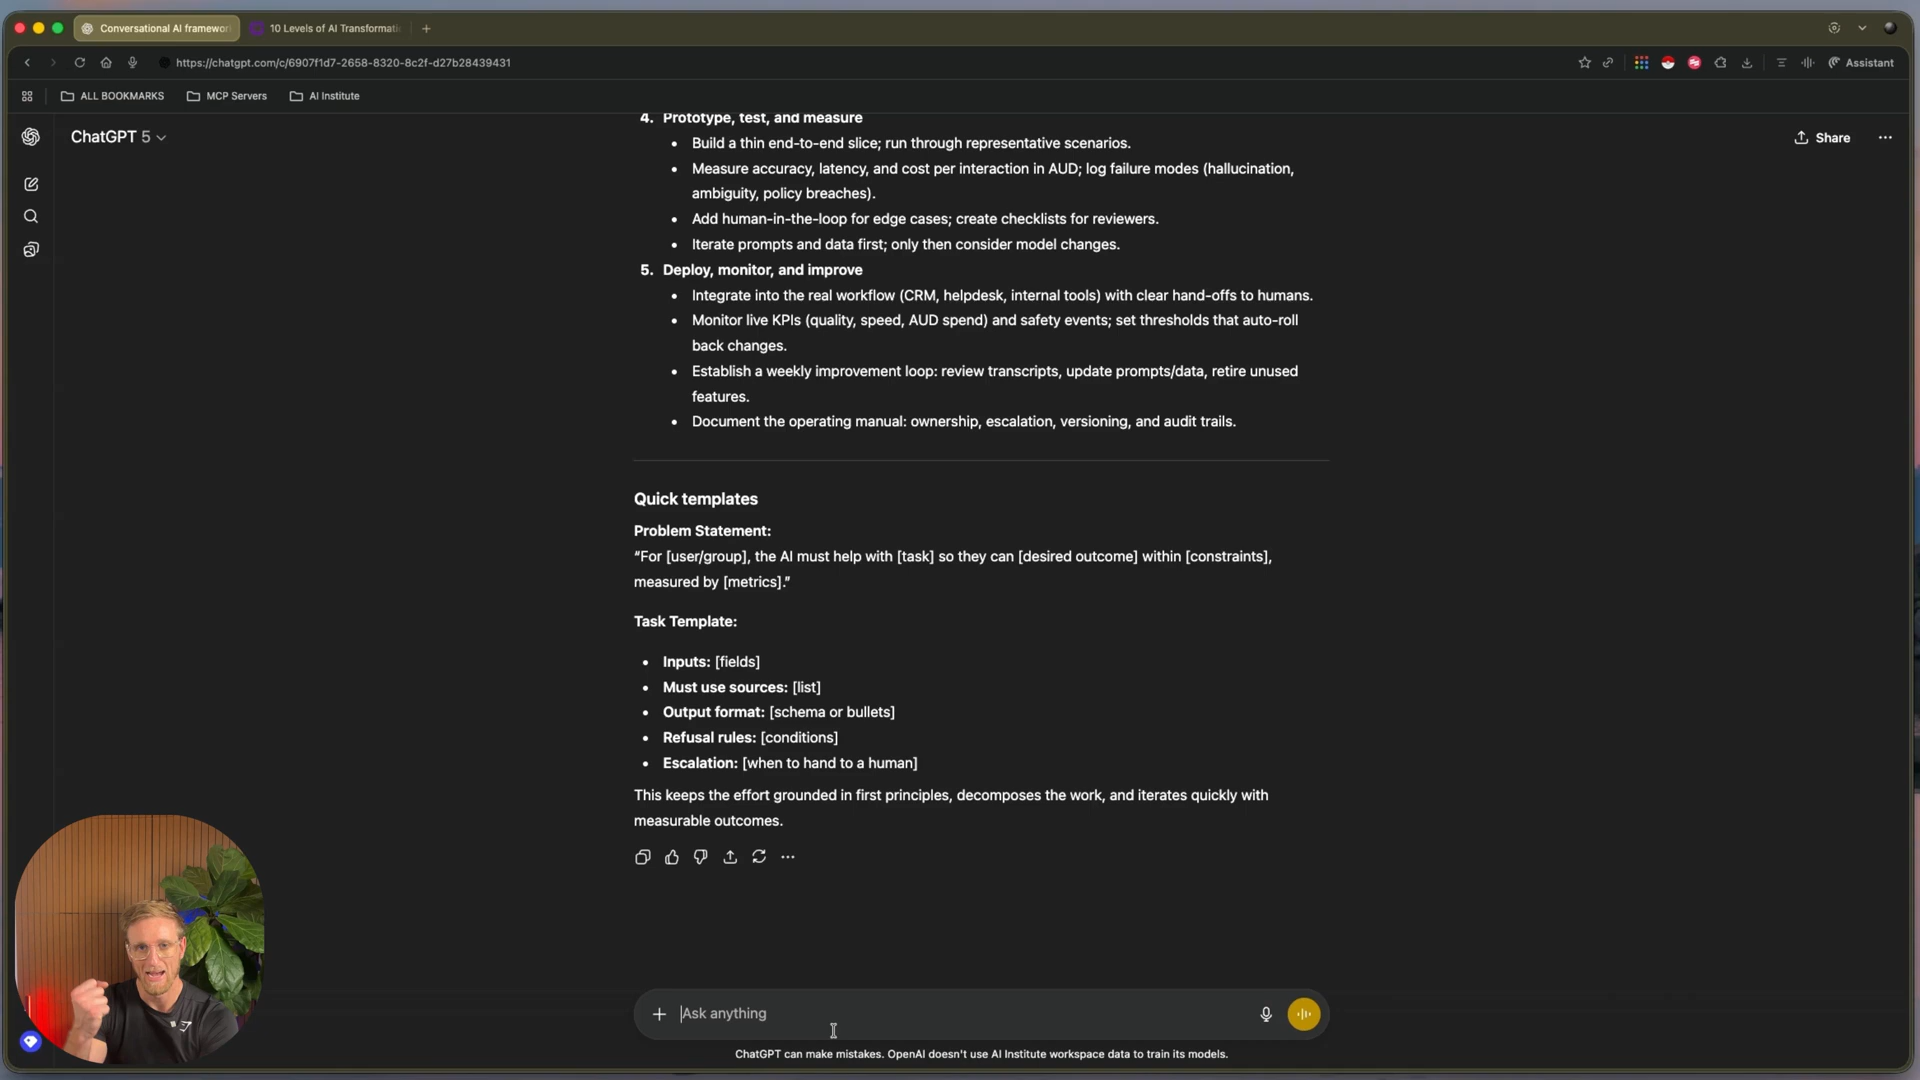 Conversational AI framewor
10 Levels of AI Transformati
https://chatgpt.com/c/6907f1d7-2658-8320-8c2f-d27b28439431
Assistant
ALL BOOKMARKS
MCP Servers
AI Institute
ChatGPT 5
Share
4. Prototype, test, and measure
• Build a thin end-to-end slice; run through representative scenarios.
• Measure accuracy, latency, and cost per interaction in AUD; log failure modes (hallucination,
ambiguity, policy breaches).
• Add human-in-the-loop for edge cases; create checklists for reviewers.
• Iterate prompts and data first; only then consider model changes.
5. Deploy, monitor, and improve
• Integrate into the real workflow (CRM, helpdesk, internal tools) with clear hand-offs to humans.
• Monitor live KPIs (quality, speed, AUD spend) and safety events; set thresholds that auto-roll
back changes.
• Establish a weekly improvement loop: review transcripts, update prompts/data, retire unused
features.
• Document the operating manual: ownership, escalation, versioning, and audit trails.
Quick templates
Problem Statement:
“For [user/group], the AI must help with [task] so they can [desired outcome] within [constraints],
measured by [metrics].”
Task Template:
• Inputs: [fields]
• Must use sources: [list]
• Output format: [schema or bullets]
• Refusal rules: [conditions]
• Escalation: [when to hand to a human]
This keeps the effort grounded in first principles, decomposes the work, and iterates quickly with
measurable outcomes.
Ask anything
ChatGPT can make mistakes. OpenAI doesn't use AI Institute workspace data to train its models.